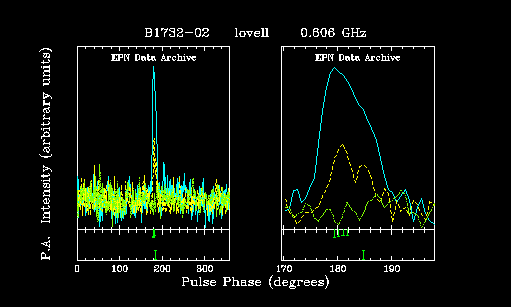 B1732-02 lovell 0.606 GHz
EPN Data Archive EPN Data Archive
P.A. Intensity (arbitrary units)
0 100 200 300 170 180 190
Pulse Phase (degrees)